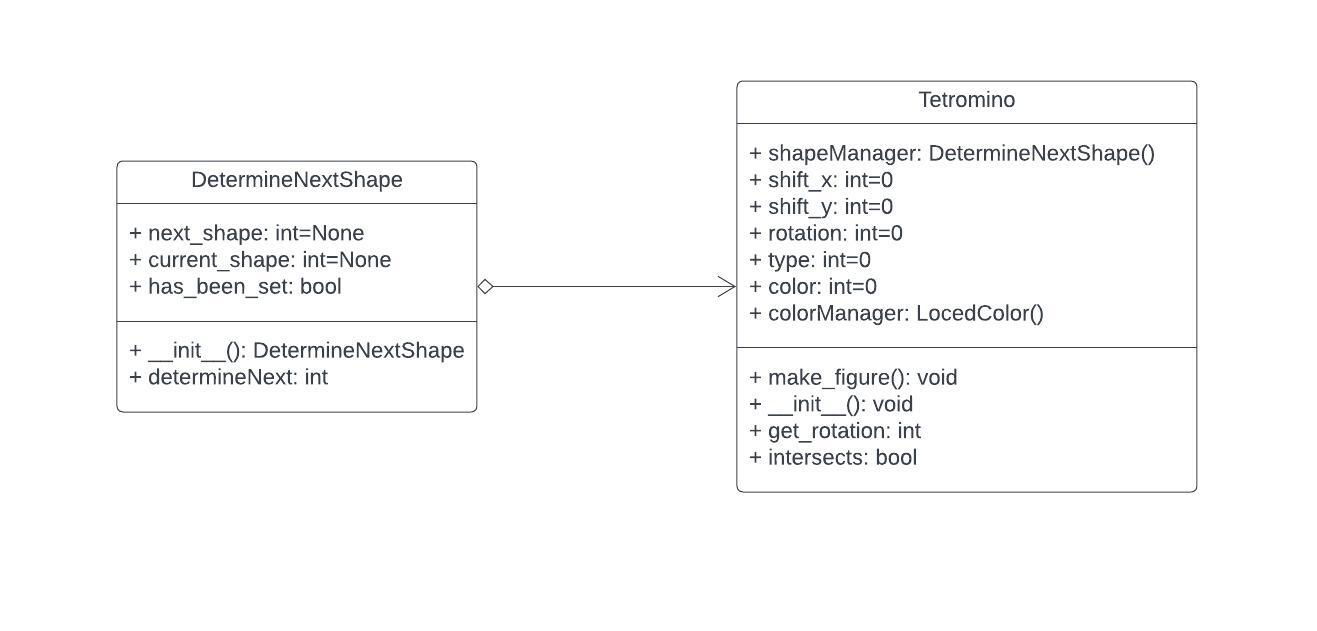 DetermineNextShape
+ next_shape: int=None
+ current_shape: int=None
+ has_been_set: bool
+ __init__(): DetermineNextShape
+ determineNext: int
Tetromino
+ shapeManager: DetermineNextShape()
+ shift_x: int=0
+ shift_y: int=0
+ rotation: int=0
+ type: int=0
+ color: int=0
+ colorManager: LocedColor()
+ make_figure(): void
+ __init__(): void
+ get_rotation: int
+ intersects: bool